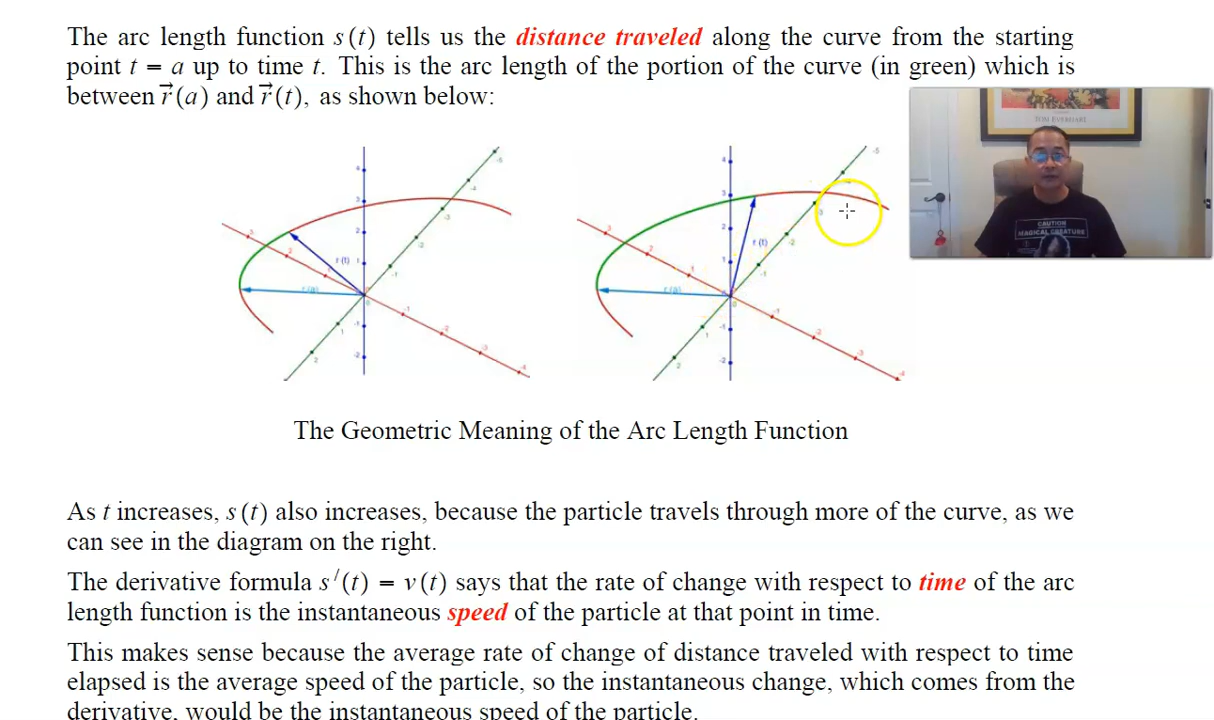 The arc length function s(t) tells us the distance traveled along the curve from the starting
point t = a up to time t. This is the arc length of the portion of the curve (in green) which is
between r⃗(a) and r⃗(t), as shown below:
TOM EVERHART
CAUTION
MAGICAL CREATURE
r (t)
r (a)
r (t)
r (a)
The Geometric Meaning of the Arc Length Function
As t increases, s(t) also increases, because the particle travels through more of the curve, as we
can see in the diagram on the right.
The derivative formula s′(t) = v(t) says that the rate of change with respect to time of the arc
length function is the instantaneous speed of the particle at that point in time.
This makes sense because the average rate of change of distance traveled with respect to time
elapsed is the average speed of the particle, so the instantaneous change, which comes from the
derivative, would be the instantaneous speed of the particle.